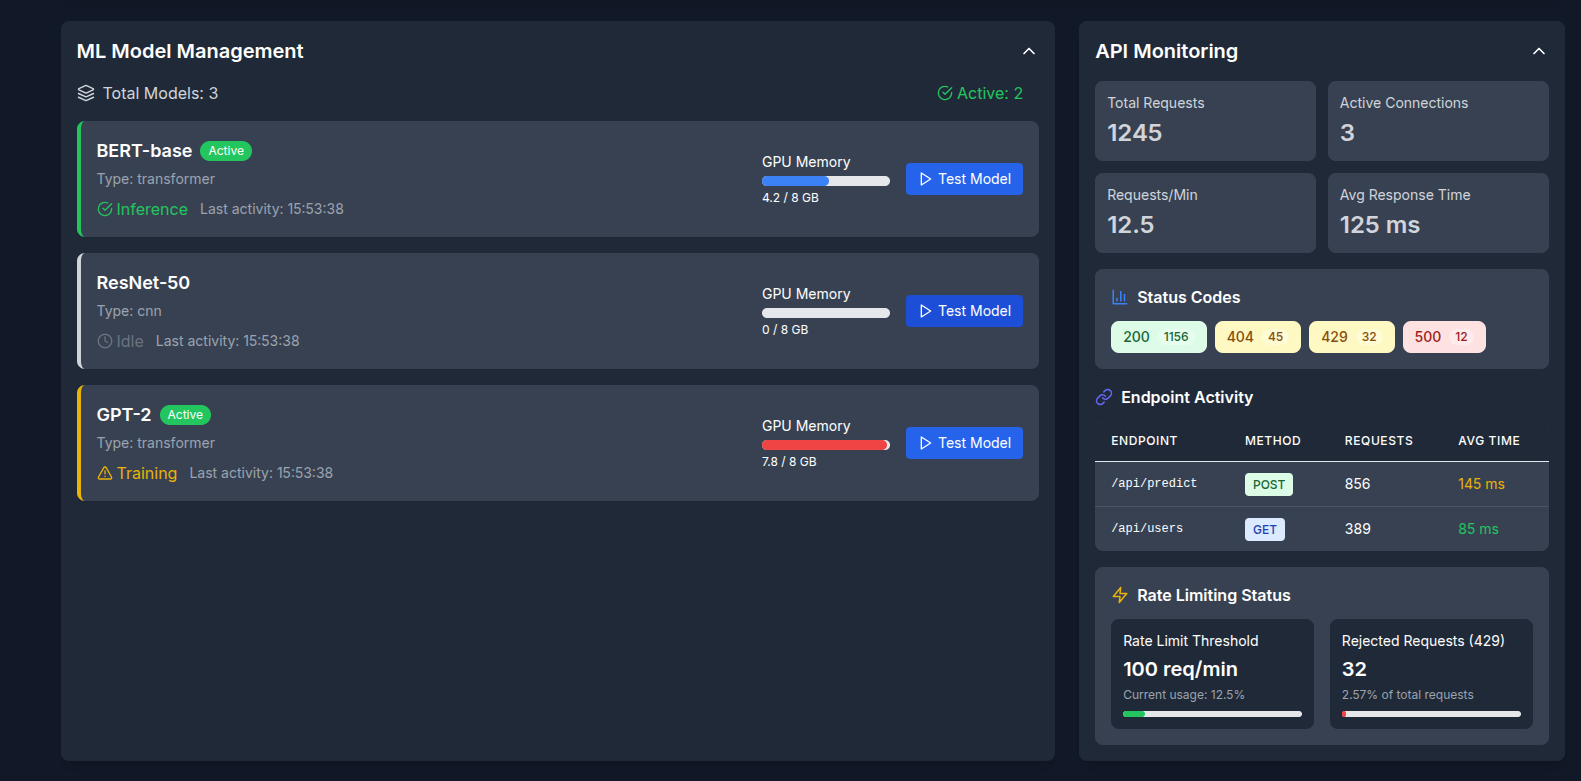 ML Model Management
Total Models: 3
Active: 2
BERT-base Active
Type: transformer
Inference Last activity: 15:53:38
GPU Memory
4.2 / 8 GB
Test Model
ResNet-50
Type: cnn
Idle Last activity: 15:53:38
GPU Memory
0 / 8 GB
Test Model
GPT-2 Active
Type: transformer
Training Last activity: 15:53:38
GPU Memory
7.8 / 8 GB
Test Model
API Monitoring
Total Requests
1245
Active Connections
3
Requests/Min
12.5
Avg Response Time
125 ms
Status Codes
200 1156 404 45 429 32 500 12
Endpoint Activity
ENDPOINT METHOD REQUESTS AVG TIME
/api/predict POST 856 145 ms
/api/users GET 389 85 ms
Rate Limiting Status
Rate Limit Threshold
100 req/min
Current usage: 12.5%
Rejected Requests (429)
32
2.57% of total requests